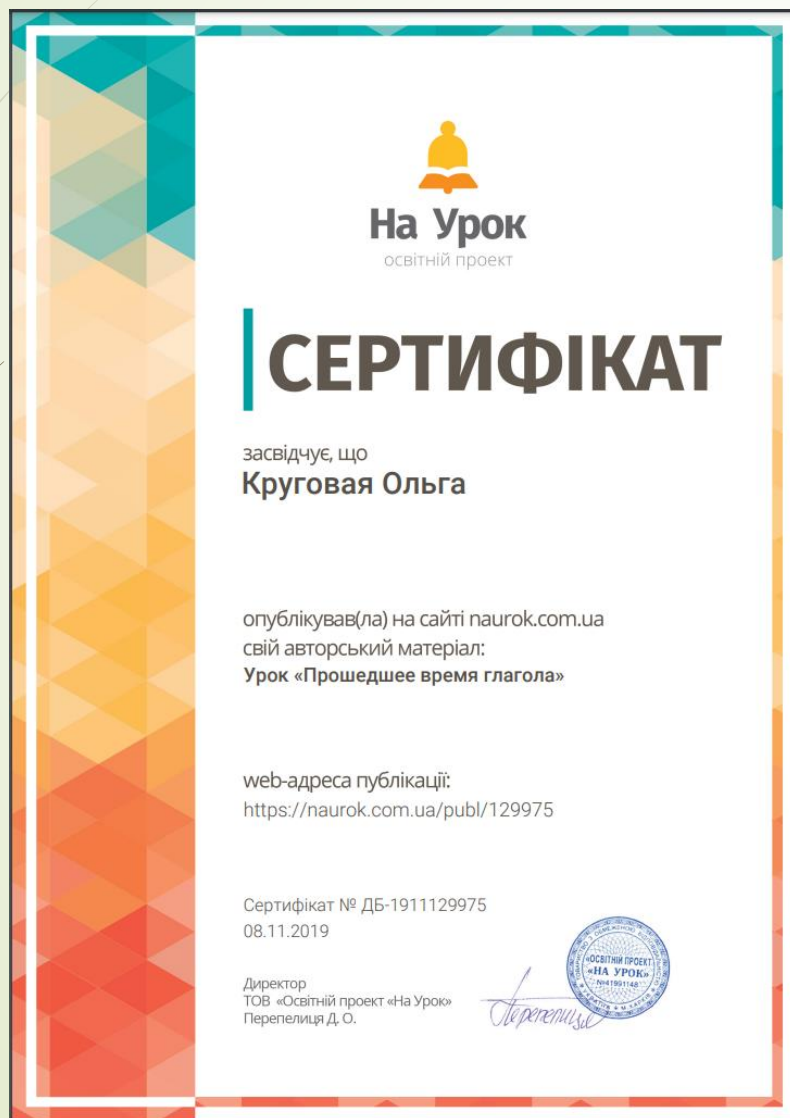 На Урок
освітній проект
СЕРТИФІКАТ
засвідчує, що
Круговая Ольга
опублікував(ла) на сайті naurok.com.ua
свій авторський матеріал:
Урок «Прошедшее время глагола»
web-адреса публікації:
https://naurok.com.ua/publ/129975
Сертифікат № ДБ-1911129975
08.11.2019
Директор
ТОВ «Освітній проект «На Урок»
Перепелиця Д. О.
Перепелиця
«ОСВІТНІЙ ПРОЕКТ
«НА УРОК»
№41991148